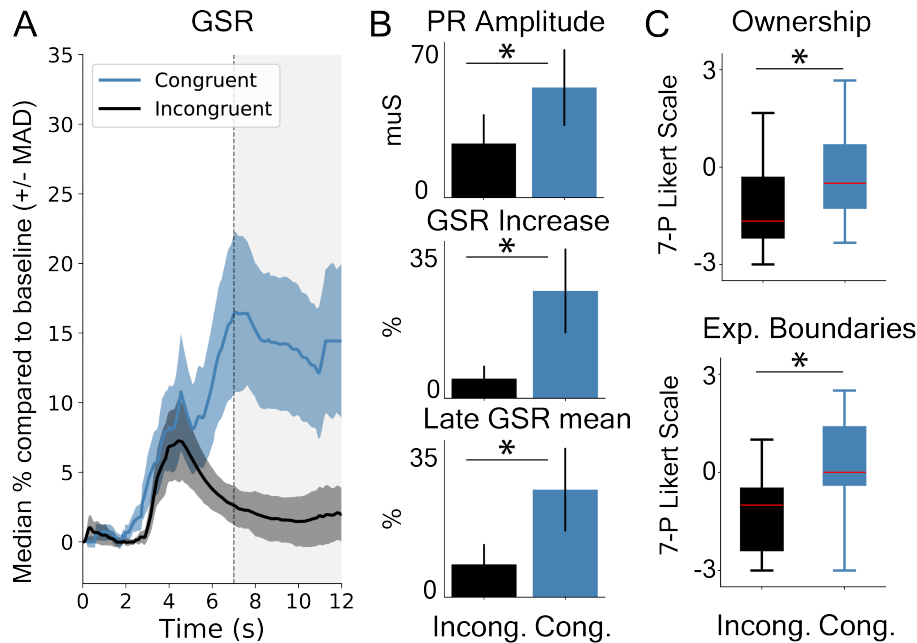 A
GSR
Median % compared to baseline (+/- MAD)
35
30
25
20
15
10
5
0
Congruent
Incongruent
0 2 4 6 8 10 12
Time (s)
B
PR Amplitude
70
muS
0
*
GSR Increase
35
%
0
*
Late GSR mean
35
%
0
*
Incong. Cong.
C
Ownership
7-P Likert Scale
3
0
-3
*
Exp. Boundaries
7-P Likert Scale
3
0
-3
*
Incong. Cong.